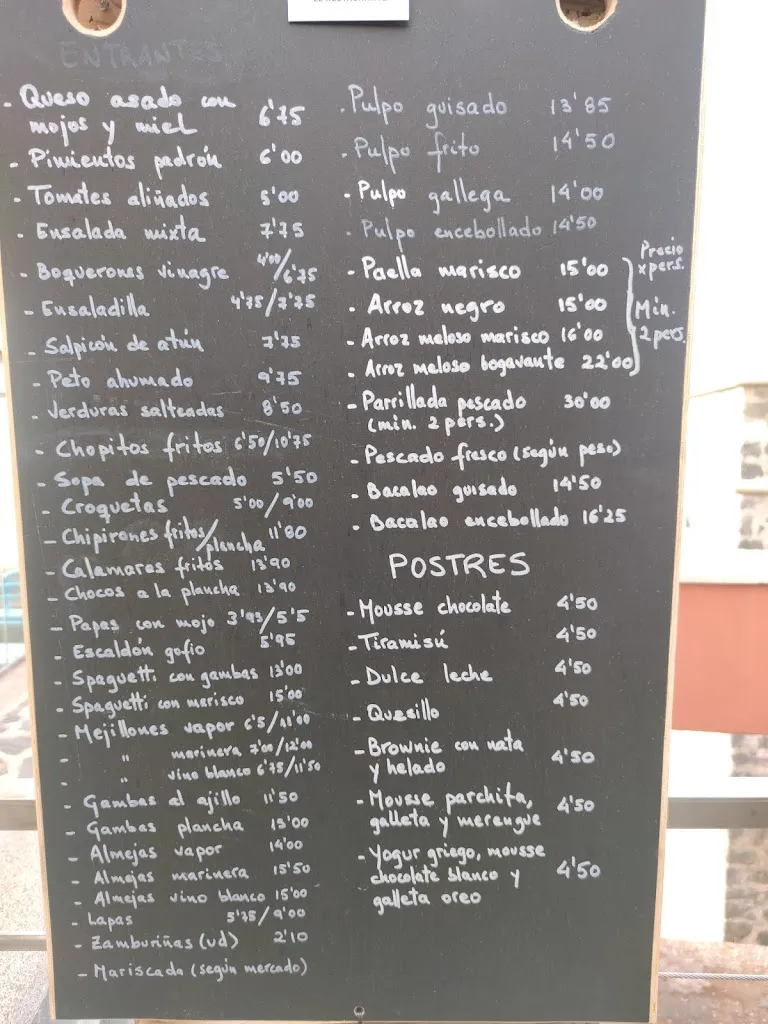 ENTRANTES
- Queso asado con
mojos y miel 6'75
- Pimientos padrón 6'00
- Tomates aliñados 5'00
- Ensalada mixta 7'75
- Boquerones vinagre 4'00/6'75
- Ensaladilla 4'75/7'75
- Salpicón de atún 7'75
- Peto ahumado 9'75
- Verduras salteadas 8'50
- Chopitos fritos 6'50/10'75
- Sopa de pescado 5'50
- Croquetas 5'00/9'00
- Chipirones fritos/plancha 11'80
- Calamares fritos 13'90
- Chocos a la plancha 13'90
- Papas con mojo 3'95/5'5
- Escaldón gofio 5'95
- Spaguetti con gambas 13'00
- Spaguetti con marisco 15'00
- Mejillones vapor 6'5/11'00
- " marinera 7'00/12'00
- " vino blanco 6'75/11'50
- Gambas al ajillo 11'50
- Gambas plancha 13'00
- Almejas vapor 14'00
- Almejas marinera 15'50
- Almejas vino blanco 15'00
- Lapas 5'75/9'00
- Zamburiñas (ud) 2'10
- Mariscada (según mercado)
- Pulpo guisado 13'85
- Pulpo frito 14'50
- Pulpo gallega 14'00
- Pulpo encebollado 14'50
- Paella marisco 15'00
- Arroz negro 15'00
- Arroz meloso marisco 16'00
- Arroz meloso bogavante 22'00
Precio
x pers.
Min.
2 pers.
- Parrillada pescado 30'00
(min. 2 pers.)
- Pescado fresco (según peso)
- Bacalao guisado 14'50
- Bacalao encebollado 16'25
POSTRES
- Mousse chocolate 4'50
- Tiramisú 4'50
- Dulce leche 4'50
- Quesillo 4'50
- Brownie con nata
y helado 4'50
- Mousse parchita, 4'50
galleta y merengue
- Yogur griego, mousse
chocolate blanco y 4'50
galleta oreo